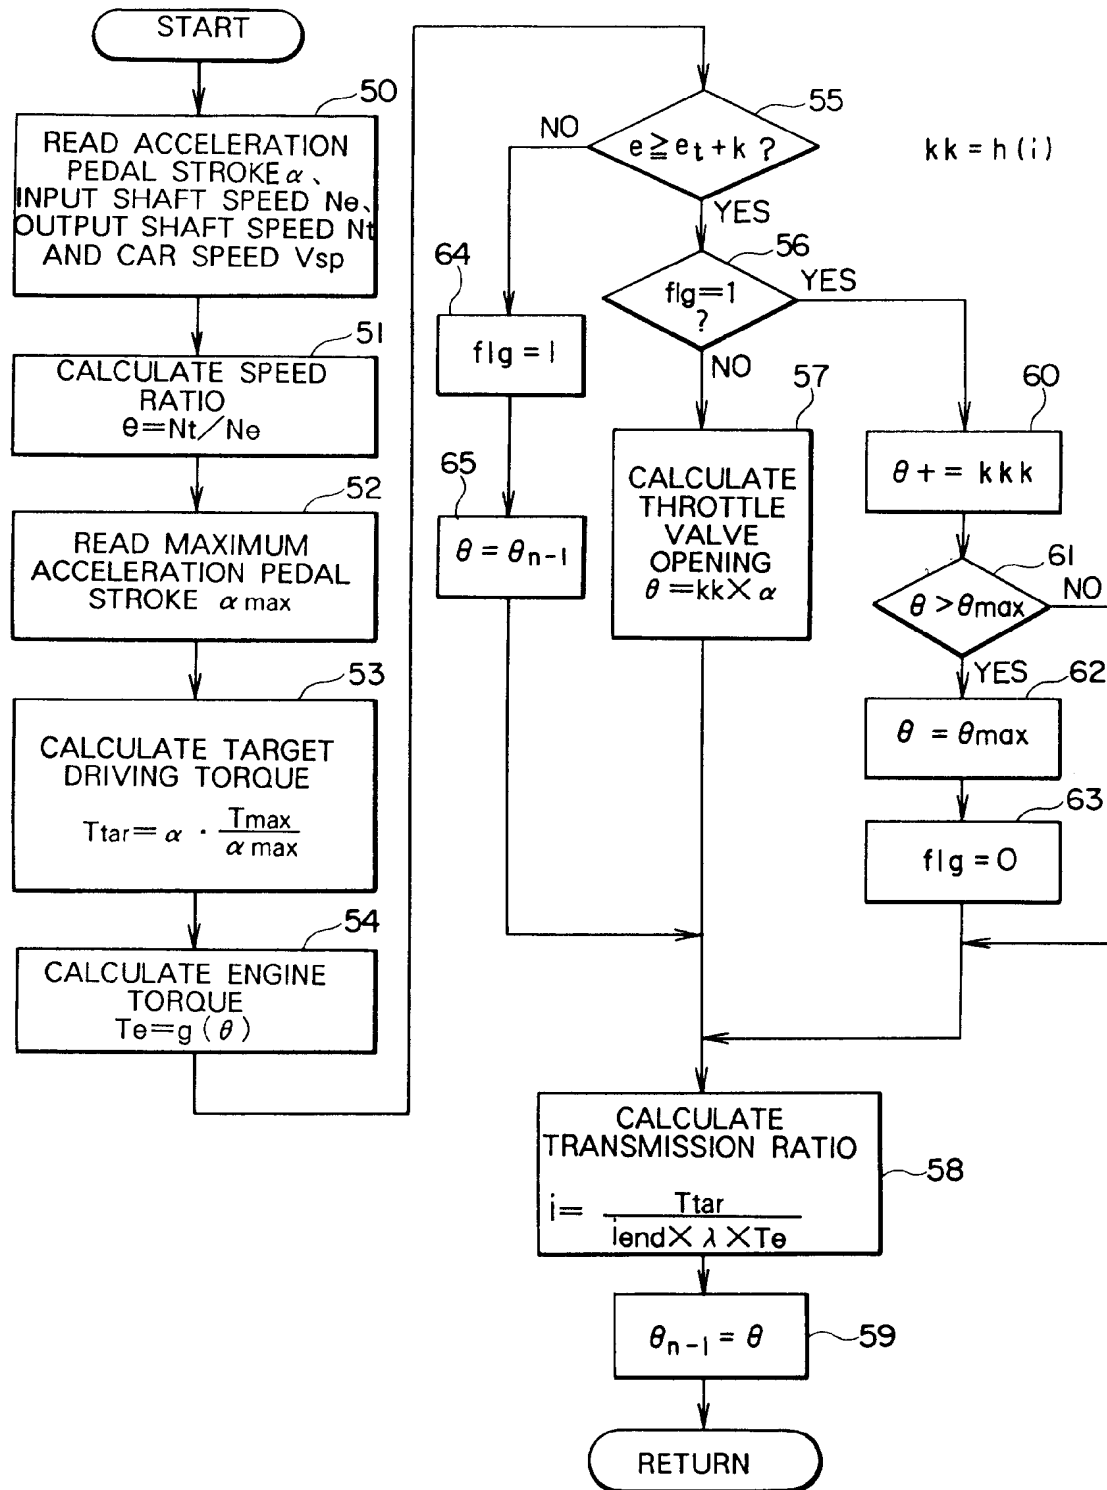 START
50
READ ACCELERATION
PEDAL STROKE α、
INPUT SHAFT SPEED Ne、
OUTPUT SHAFT SPEED Nt
AND CAR SPEED Vsp
51
CALCULATE SPEED
RATIO
e=Nt/Ne
52
READ MAXIMUM
ACCELERATION PEDAL
STROKE α max
53
CALCULATE TARGET
DRIVING TORQUE
Ttar= α · Tmax / α max
54
CALCULATE ENGINE
TORQUE
Te=g(θ)
55
e ≧ et + k ?
kk = h(i)
NO
YES
56
flg=1
?
YES
NO
64
flg = 1
65
θ = θn-1
57
CALCULATE
THROTTLE
VALVE
OPENING
θ=kk× α
60
θ += kkk
61
θ > θmax
NO
YES
62
θ = θmax
63
flg = 0
58
CALCULATE
TRANSMISSION RATIO
i= Ttar / iend× λ ×Te
59
θn-1 = θ
RETURN